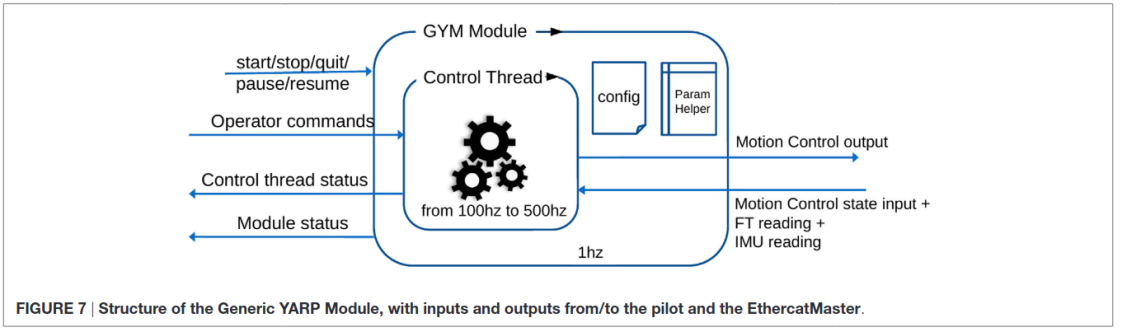 GYM Module
start/stop/quit/
pause/resume
Control Thread
config
Param
Helper
Operator commands
Motion Control output
Control thread status
from 100hz to 500hz
Motion Control state input +
FT reading +
IMU reading
Module status
1hz
FIGURE 7 | Structure of the Generic YARP Module, with inputs and outputs from/to the pilot and the EthercatMaster.